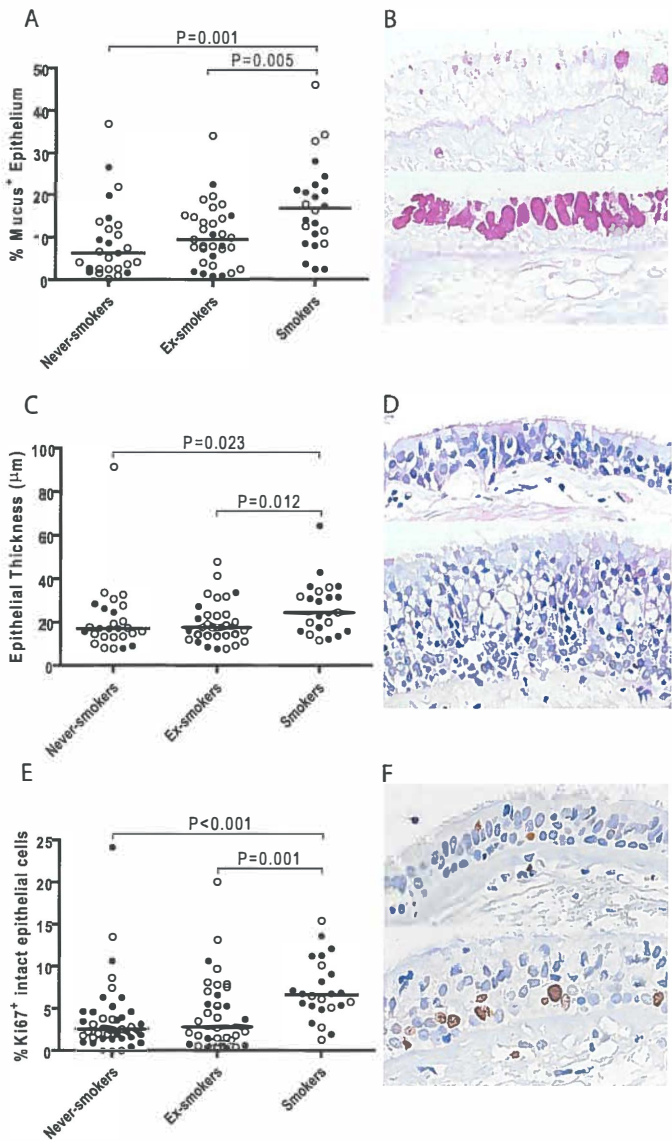 A
B
P=0.001
P=0.005
50
40
30
20
10
0
% Mucus + Epithelium
Never-smokers
Ex-smokers
Smokers
C
D
P=0.023
P=0.012
100
80
60
40
20
0
Epithelial Thickness (μm)
Never-smokers
Ex-smokers
Smokers
E
F
P<0.001
P=0.001
25
20
15
10
5
0
% Ki67+ intact epithelial cells
Never-smokers
Ex-smokers
Smokers